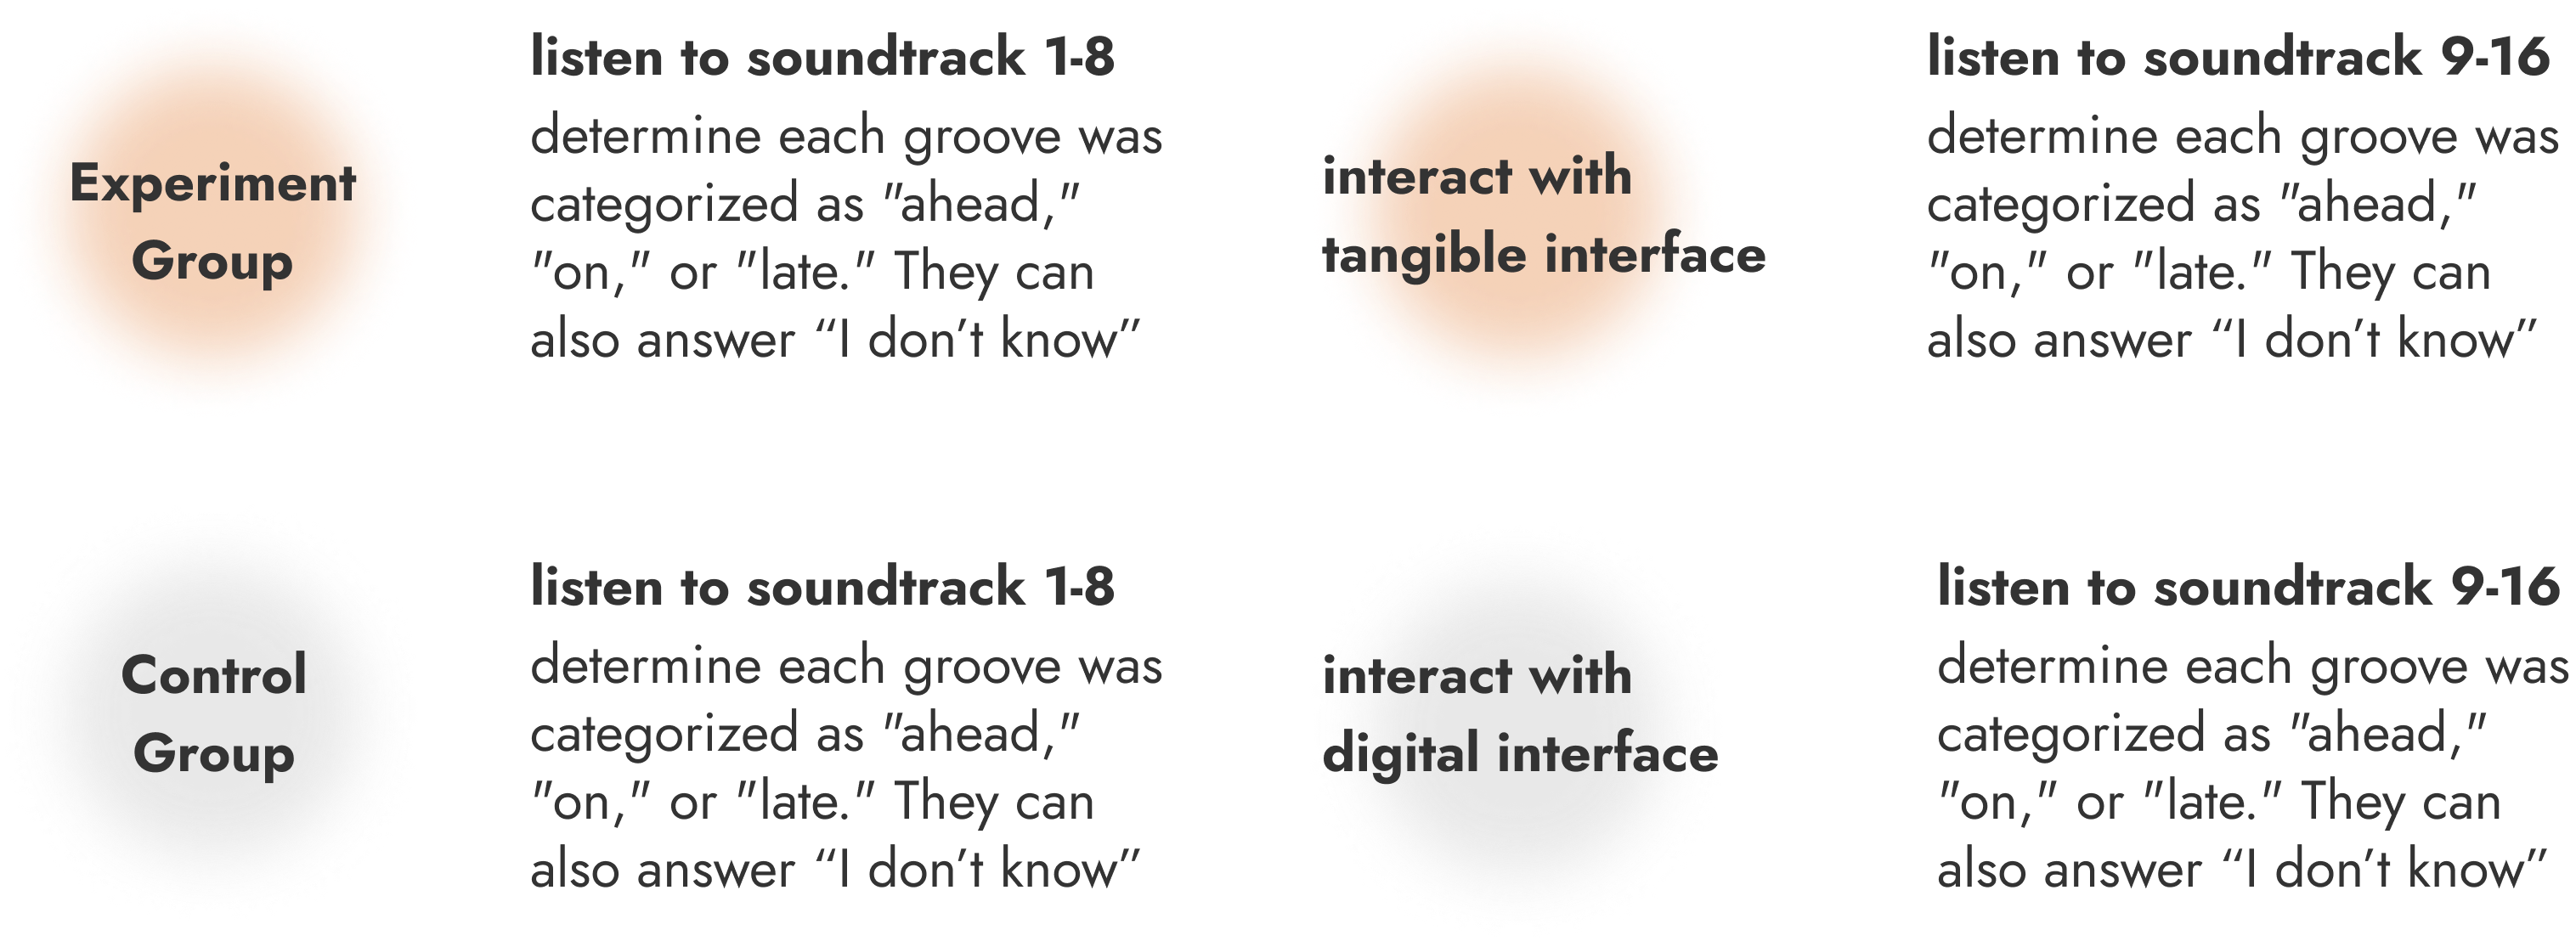 Experiment
Group
listen to soundtrack 1-8
determine each groove was
categorized as "ahead,"
"on," or "late." They can
also answer “I don’t know”
interact with
tangible interface
listen to soundtrack 9-16
determine each groove was
categorized as "ahead,"
"on," or "late." They can
also answer “I don’t know”
Control
Group
listen to soundtrack 1-8
determine each groove was
categorized as "ahead,"
"on," or "late." They can
also answer “I don’t know”
interact with
digital interface
listen to soundtrack 9-16
determine each groove was
categorized as "ahead,"
"on," or "late." They can
also answer “I don’t know”